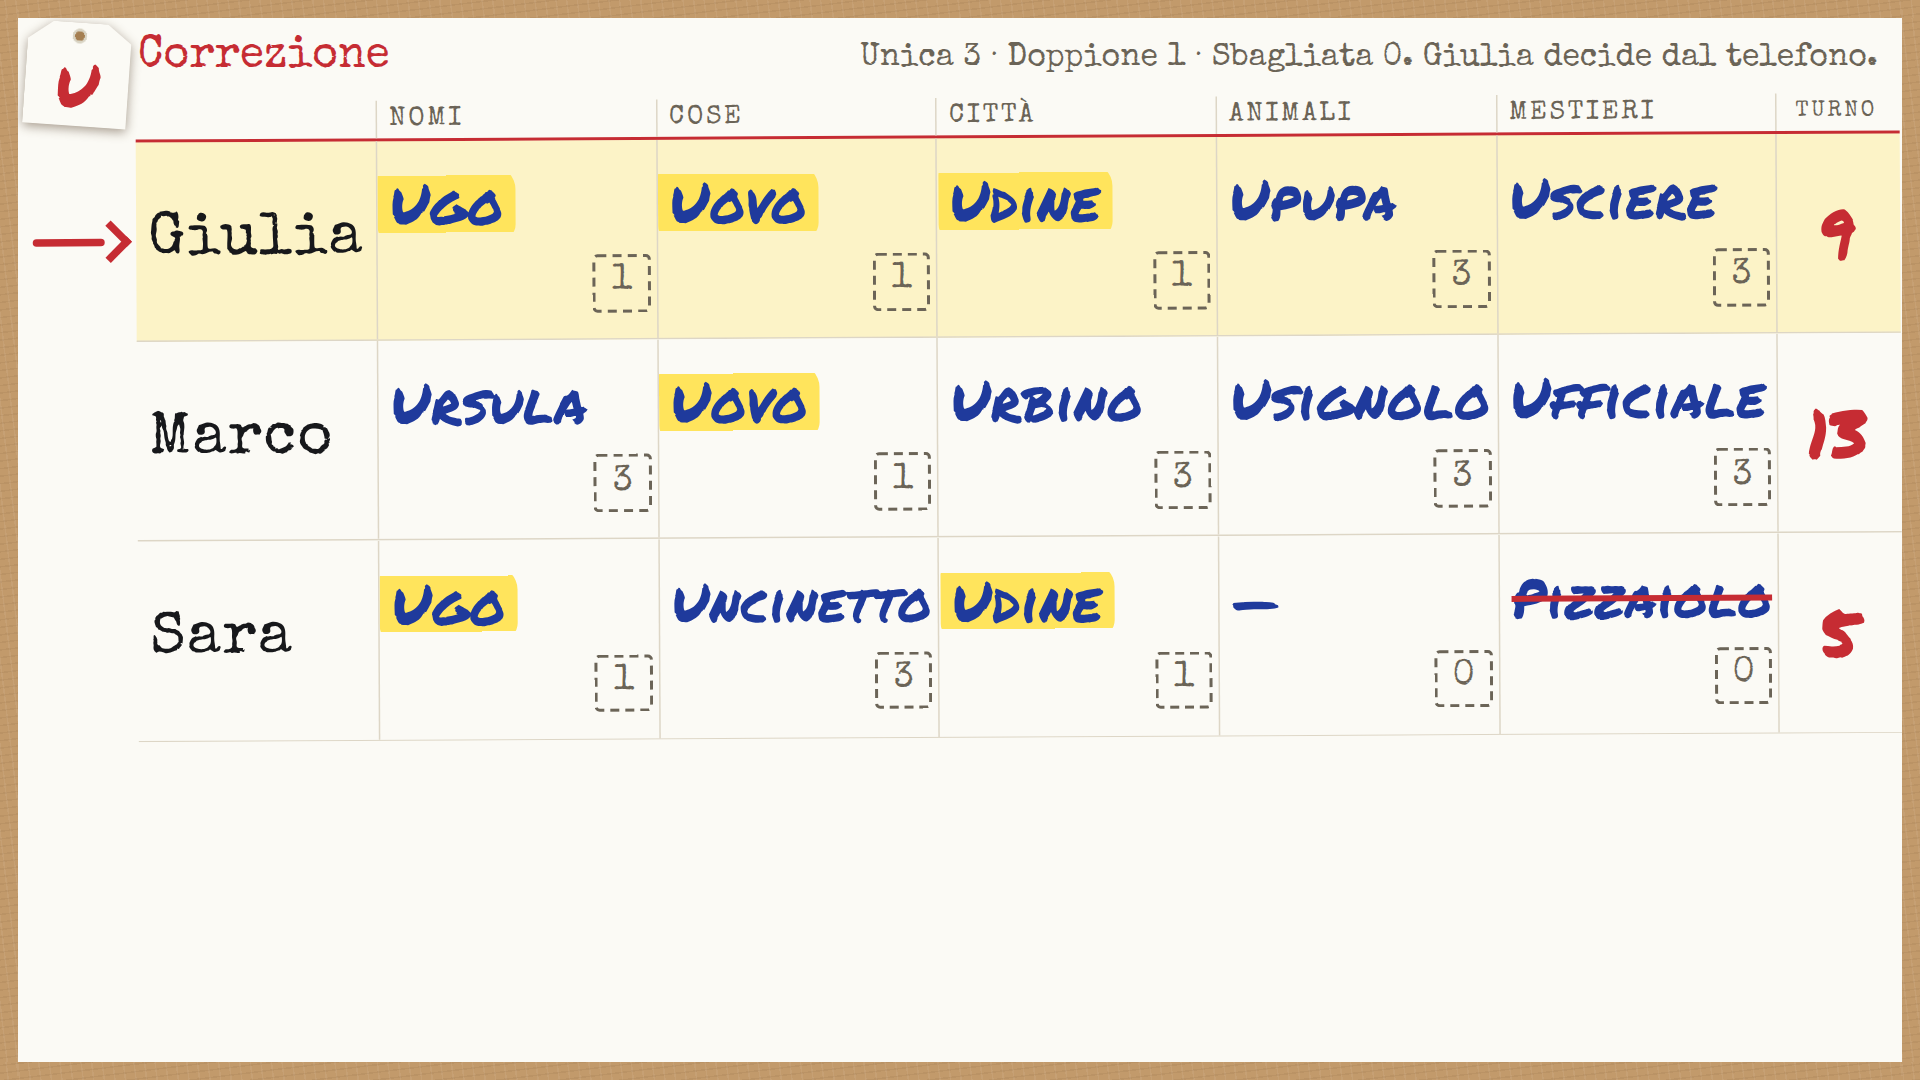 U
Correzione
Unica 3 · Doppione 1 · Sbagliata 0. Giulia decide dal telefono.
NOMI COSE CITTÀ ANIMALI MESTIERI TURNO
Giulia UGO UOVO UDINE UPUPA USCIERE 9
1 1 1 3 3
Marco URSULA UOVO URBINO USIGNOLO UFFICIALE 13
3 1 3 3 3
Sara UGO UNCINETTO UDINE — PIZZAIOLO 5
1 3 1 0 0